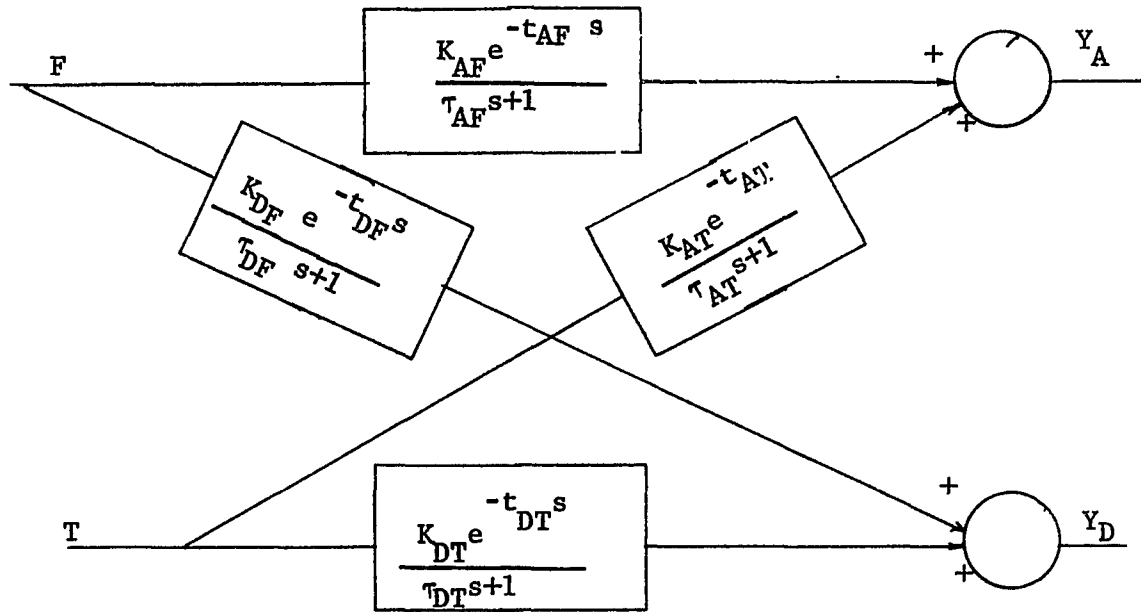 F
K_AF e^-t_AF s
τ_AF s+1
+
Y_A
+
K_DF e^-t_DF s
τ_DF s+1
K_AT e^-t_AT
τ_AT s+1
T
K_DT e^-t_DT s
τ_DT s+1
+
Y_D
+